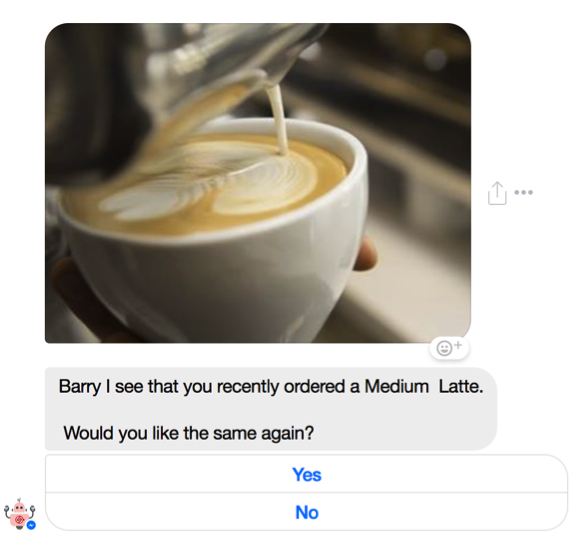 Barry I see that you recently ordered a Medium  Latte.
Would you like the same again?
Yes
No